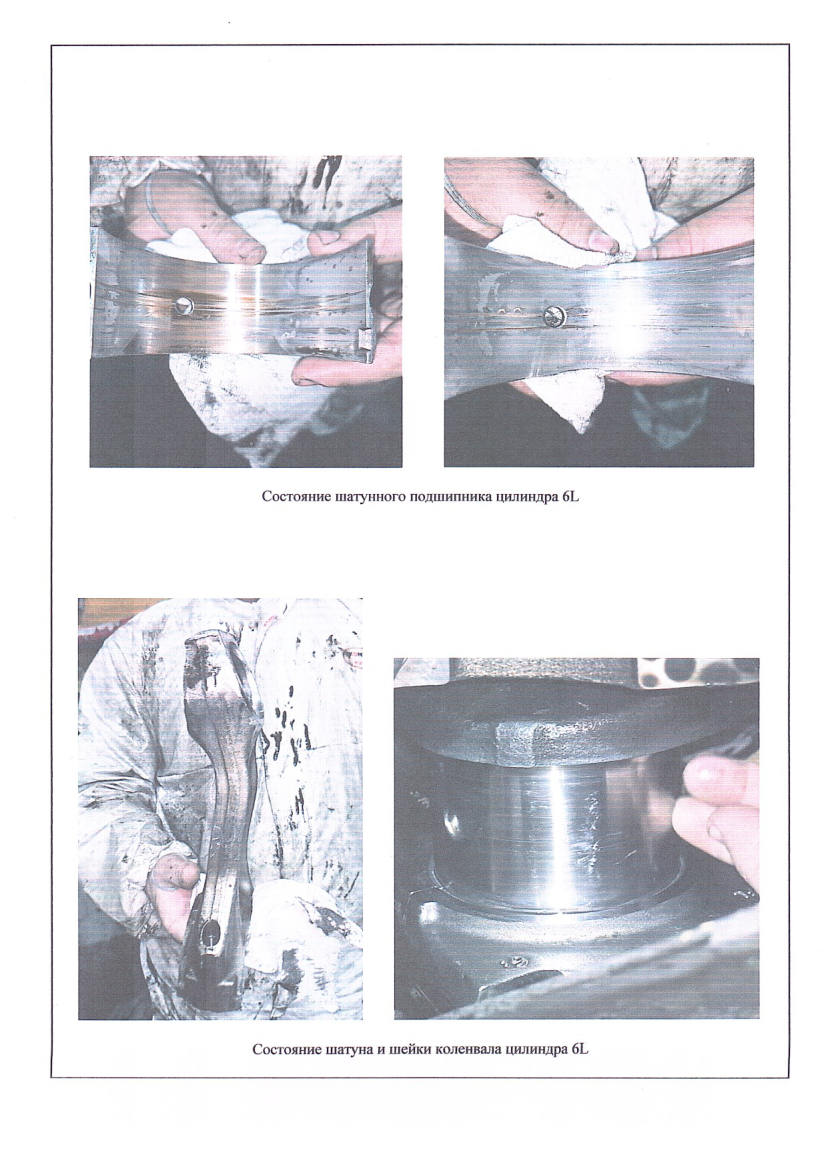 Состояние шатунного подшипника цилиндра 6L
Состояние шатуна и шейки коленвала цилиндра 6L